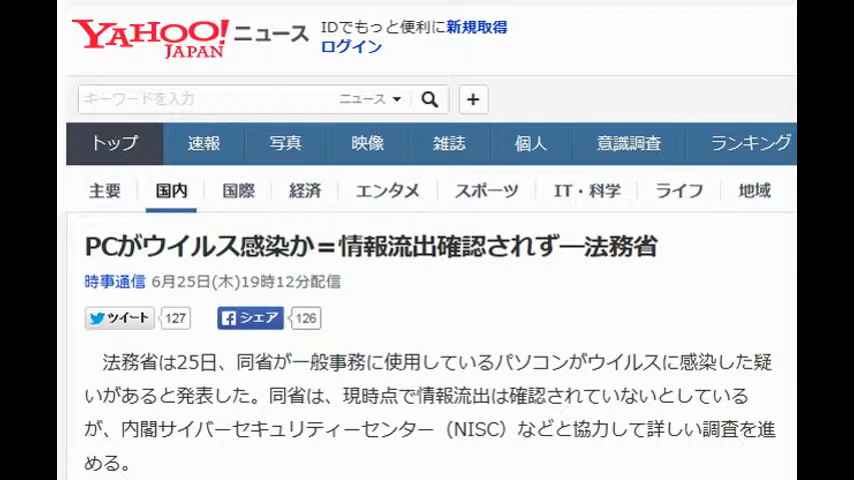 YAHOO! JAPAN ニュース
IDでもっと便利に新規取得
ログイン
キーワードを入力 ニュース
トップ 速報 写真 映像 雑誌 個人 意識調査 ランキング
主要 国内 国際 経済 エンタメ スポーツ IT・科学 ライフ 地域
PCがウイルス感染か=情報流出確認されず―法務省
時事通信 6月25日(木)19時12分配信
ツイート 127 シェア 126
法務省は25日、同省が一般事務に使用しているパソコンがウイルスに感染した疑
いがあると発表した。同省は、現時点で情報流出は確認されていないとしている
が、内閣サイバーセキュリティーセンター（NISC）などと協力して詳しい調査を進
める。